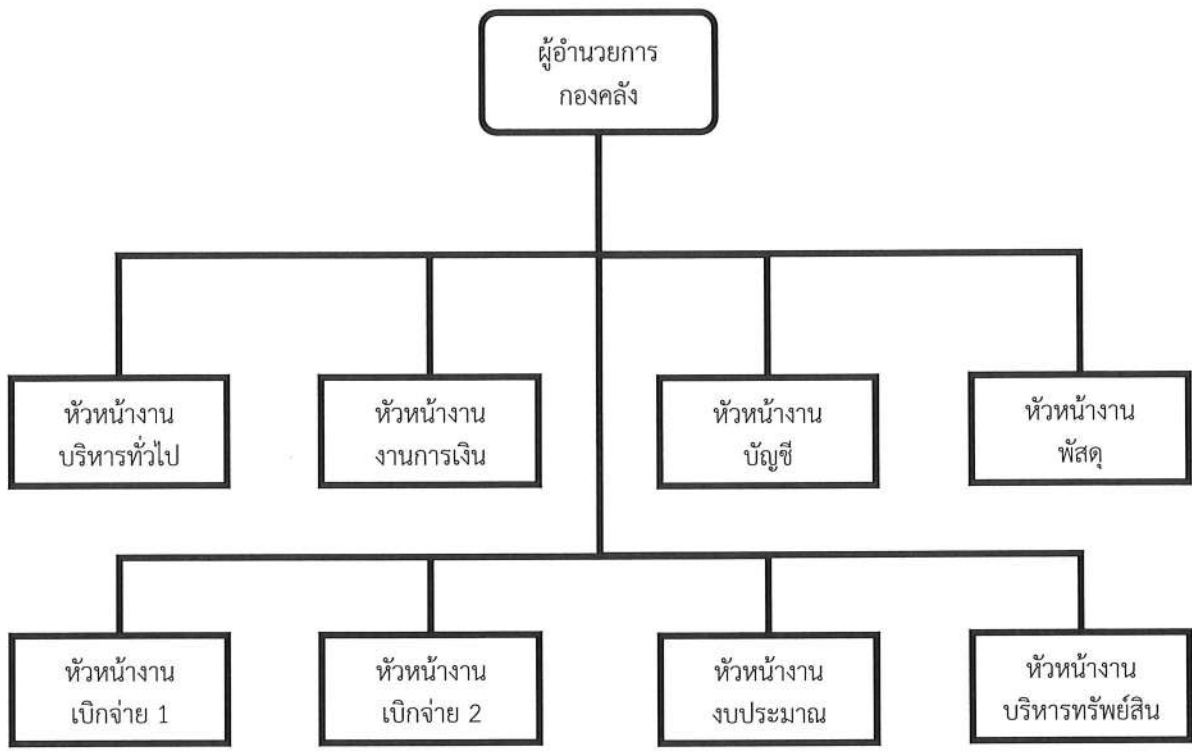 ผู้อำนวยการ
กองคลัง
หัวหน้างาน
บริหารทั่วไป
หัวหน้างาน
งานการเงิน
หัวหน้างาน
บัญชี
หัวหน้างาน
พัสดุ
หัวหน้างาน
เบิกจ่าย 1
หัวหน้างาน
เบิกจ่าย 2
หัวหน้างาน
งบประมาณ
หัวหน้างาน
บริหารทรัพย์สิน